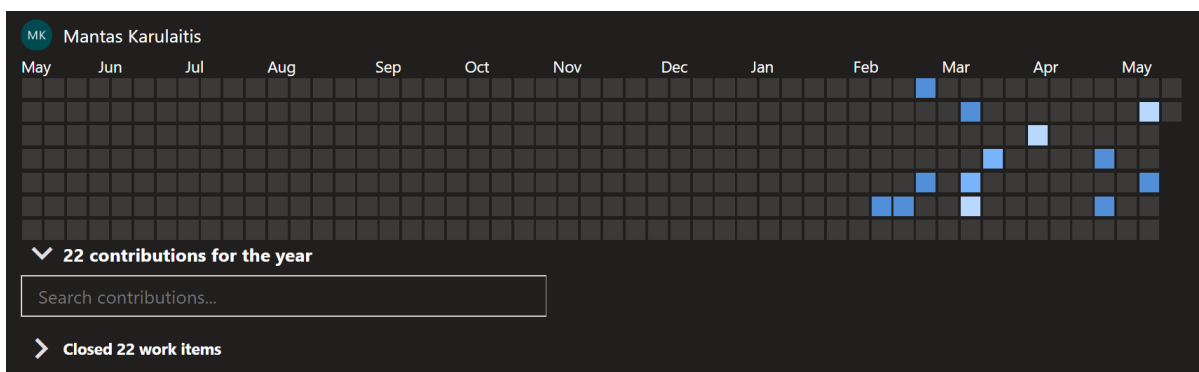 MK Mantas Karulaitis
May Jun Jul Aug Sep Oct Nov Dec Jan Feb Mar Apr May
22 contributions for the year
Search contributions...
Closed 22 work items